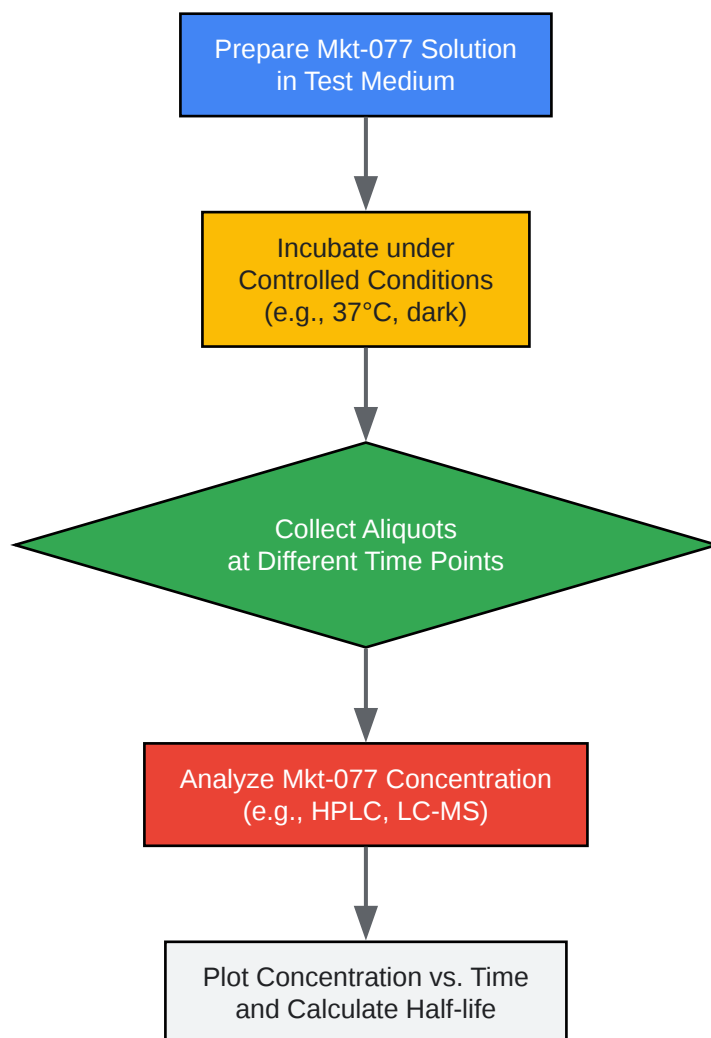 Prepare Mkt-077 Solution
in Test Medium
Incubate under
Controlled Conditions
(e.g., 37°C, dark)
Collect Aliquots
at Different Time Points
Analyze Mkt-077 Concentration
(e.g., HPLC, LC-MS)
Plot Concentration vs. Time
and Calculate Half-life